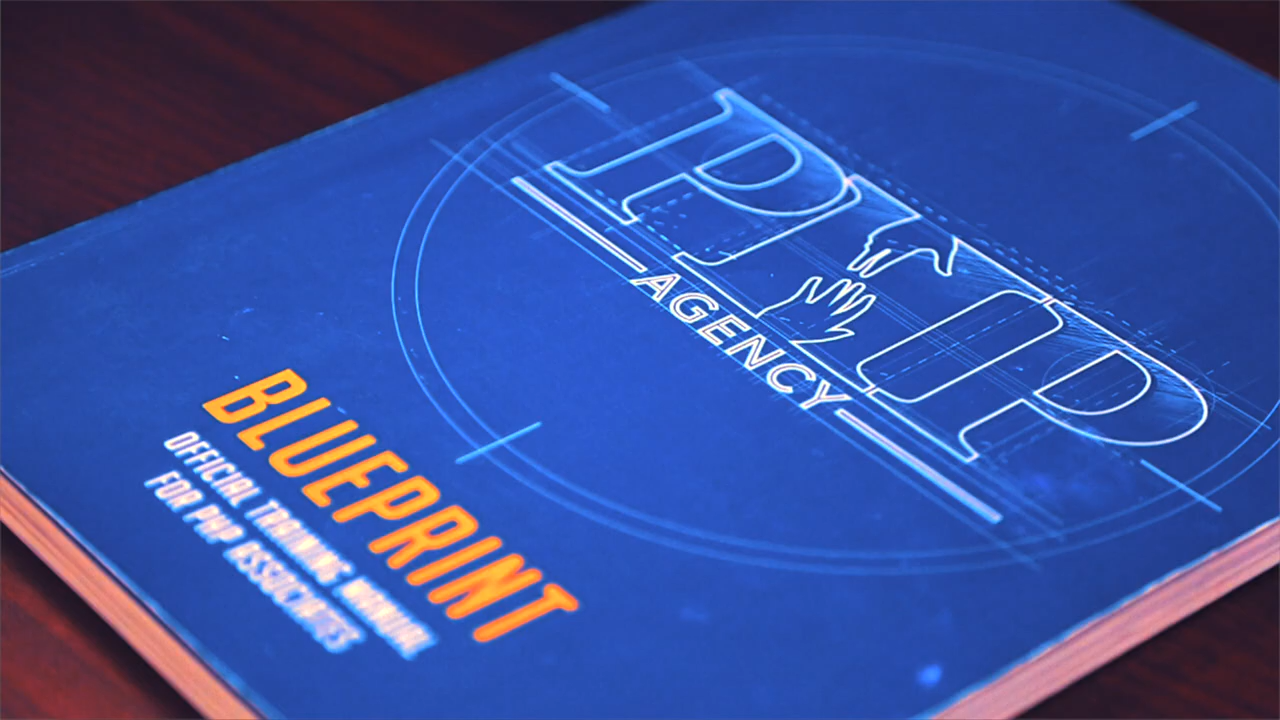 PHP
AGENCY
BLUEPRINT
OFFICIAL TRAINING MANUAL
FOR PHP ASSOCIATES